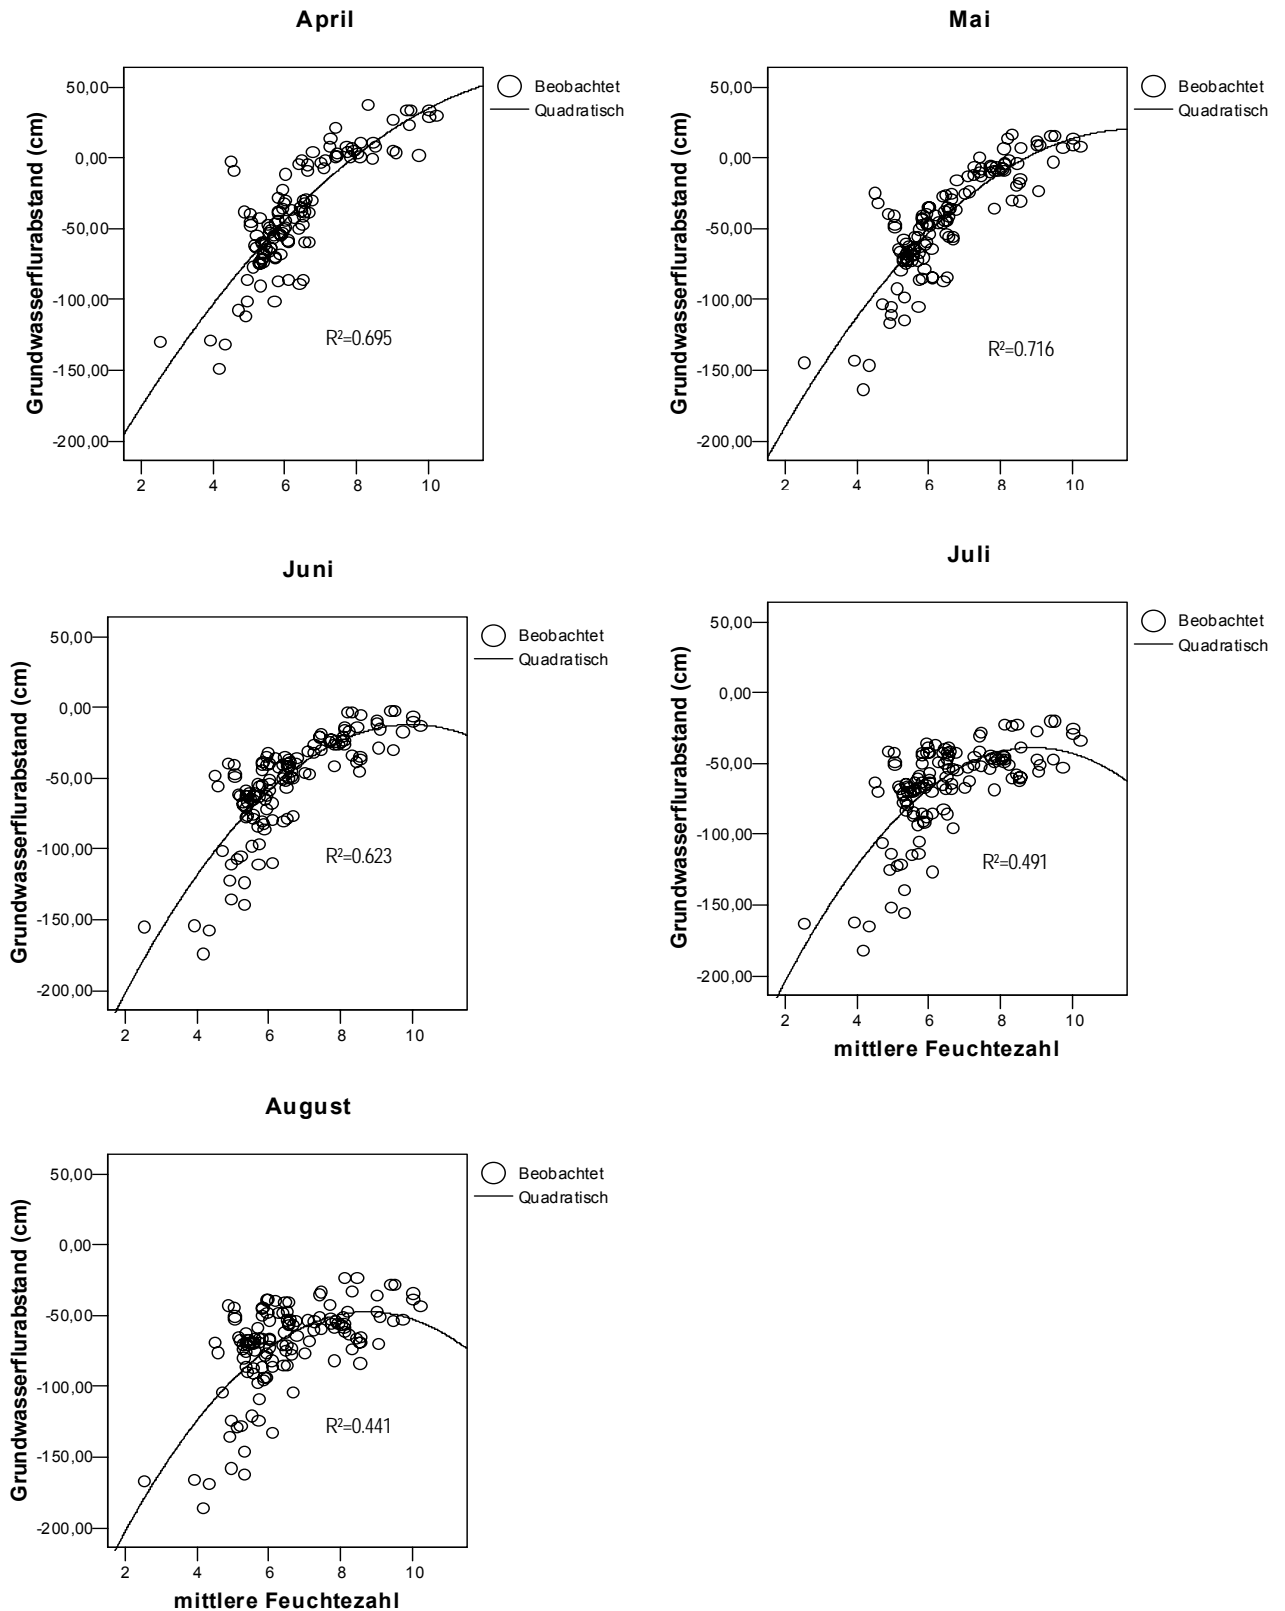 April
Grundwasserflurabstand (cm)
50,00
0,00
-50,00
-100,00
-150,00
-200,00
2 4 6 8 10
Beobachtet
Quadratisch
R²=0.695
Mai
Grundwasserflurabstand (cm)
50,00
0,00
-50,00
-100,00
-150,00
-200,00
2 4 6 8 10
Beobachtet
Quadratisch
R²=0.716
Juni
Grundwasserflurabstand (cm)
50,00
0,00
-50,00
-100,00
-150,00
-200,00
2 4 6 8 10
Beobachtet
Quadratisch
R²=0.623
Juli
Grundwasserflurabstand (cm)
50,00
0,00
-50,00
-100,00
-150,00
-200,00
2 4 6 8 10
mittlere Feuchtezahl
Beobachtet
Quadratisch
R²=0.491
August
Grundwasserflurabstand (cm)
50,00
0,00
-50,00
-100,00
-150,00
-200,00
2 4 6 8 10
mittlere Feuchtezahl
Beobachtet
Quadratisch
R²=0.441